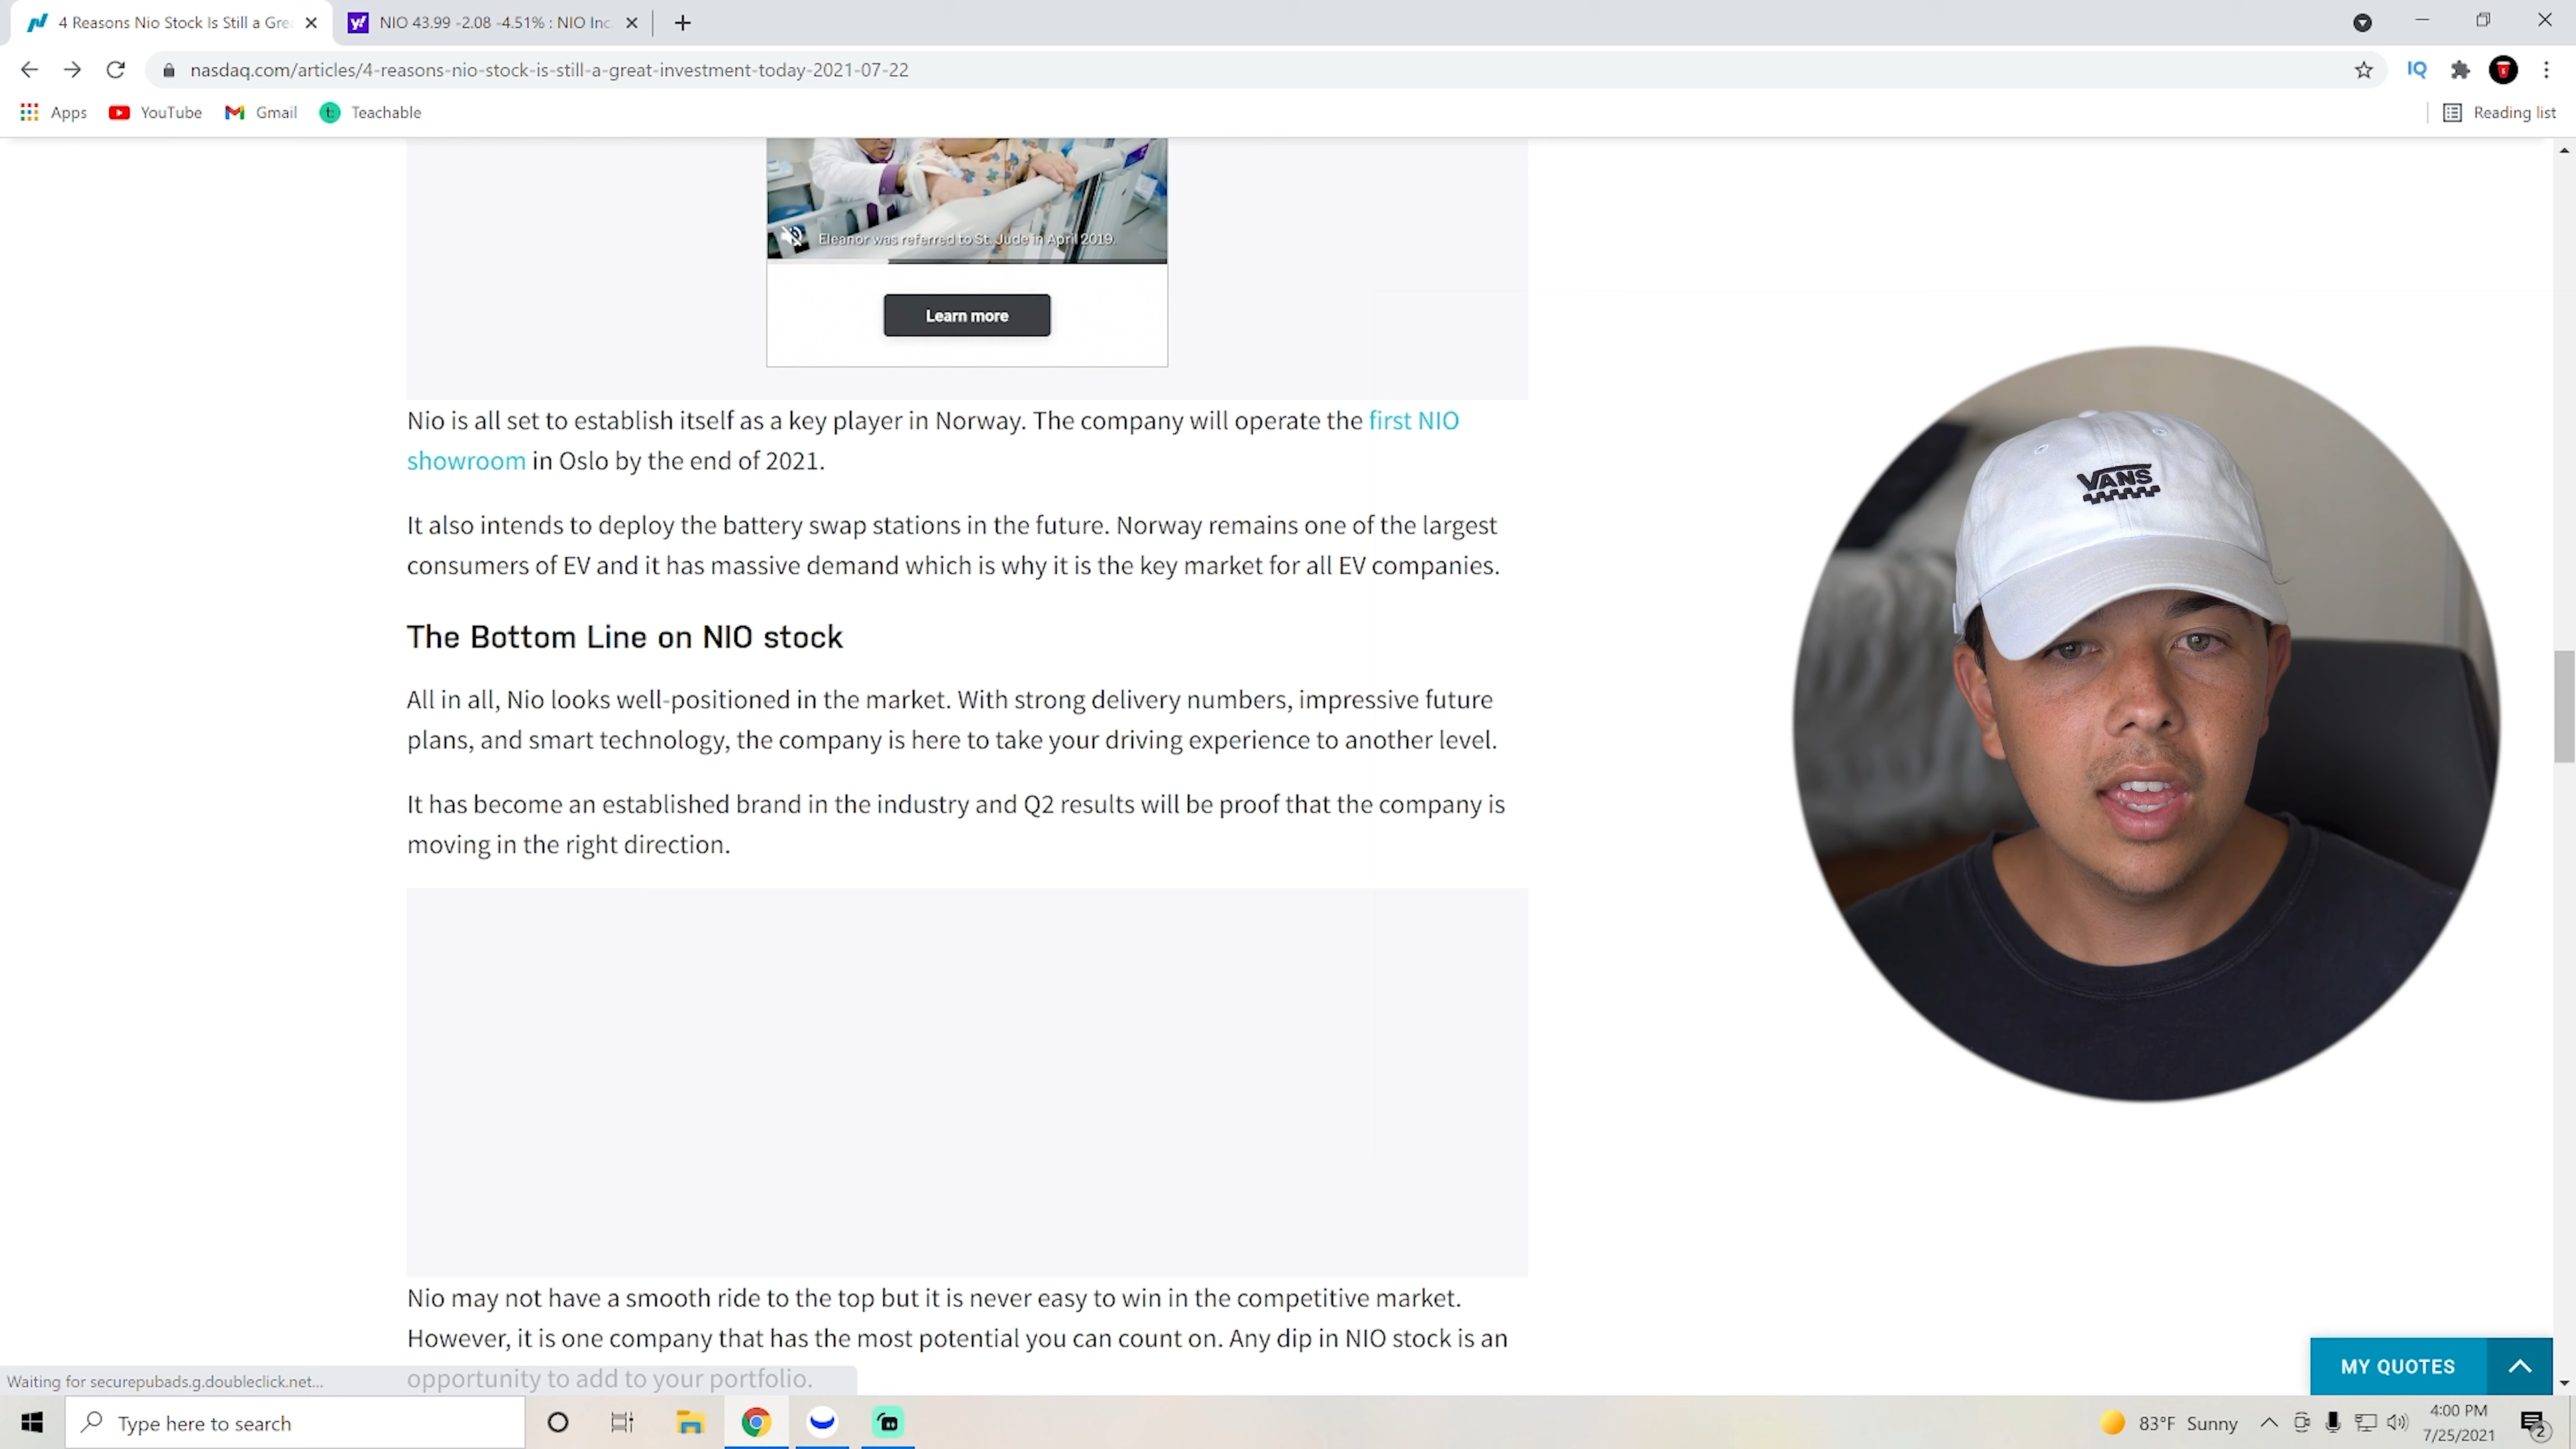 4 Reasons Nio Stock Is Still a Gre
NIO 43.99 -2.08 -4.51% : NIO Inc.
nasdaq.com/articles/4-reasons-nio-stock-is-still-a-great-investment-today-2021-07-22
IQ
Apps
YouTube
Gmail
t
Teachable
Reading list
Eleanor was referred to St. Jude in April 2019.
Learn more
Nio is all set to establish itself as a key player in Norway. The company will operate the first NIO
showroom in Oslo by the end of 2021.
It also intends to deploy the battery swap stations in the future. Norway remains one of the largest
consumers of EV and it has massive demand which is why it is the key market for all EV companies.
The Bottom Line on NIO stock
All in all, Nio looks well-positioned in the market. With strong delivery numbers, impressive future
plans, and smart technology, the company is here to take your driving experience to another level.
It has become an established brand in the industry and Q2 results will be proof that the company is
moving in the right direction.
VANS
Nio may not have a smooth ride to the top but it is never easy to win in the competitive market.
However, it is one company that has the most potential you can count on. Any dip in NIO stock is an
opportunity to add to your portfolio.
MY QUOTES
Waiting for securepubads.g.doubleclick.net...
Type here to search
83°F Sunny
4:00 PM
7/25/2021
2